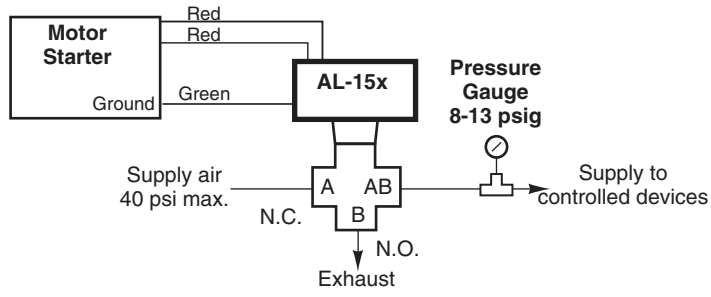 Motor
Starter
Red
Red
Ground
Green
AL-15x
Pressure
Gauge
8-13 psig
Supply air
40 psi max.
A
AB
B
N.C.
N.O.
Supply to
controlled devices
Exhaust